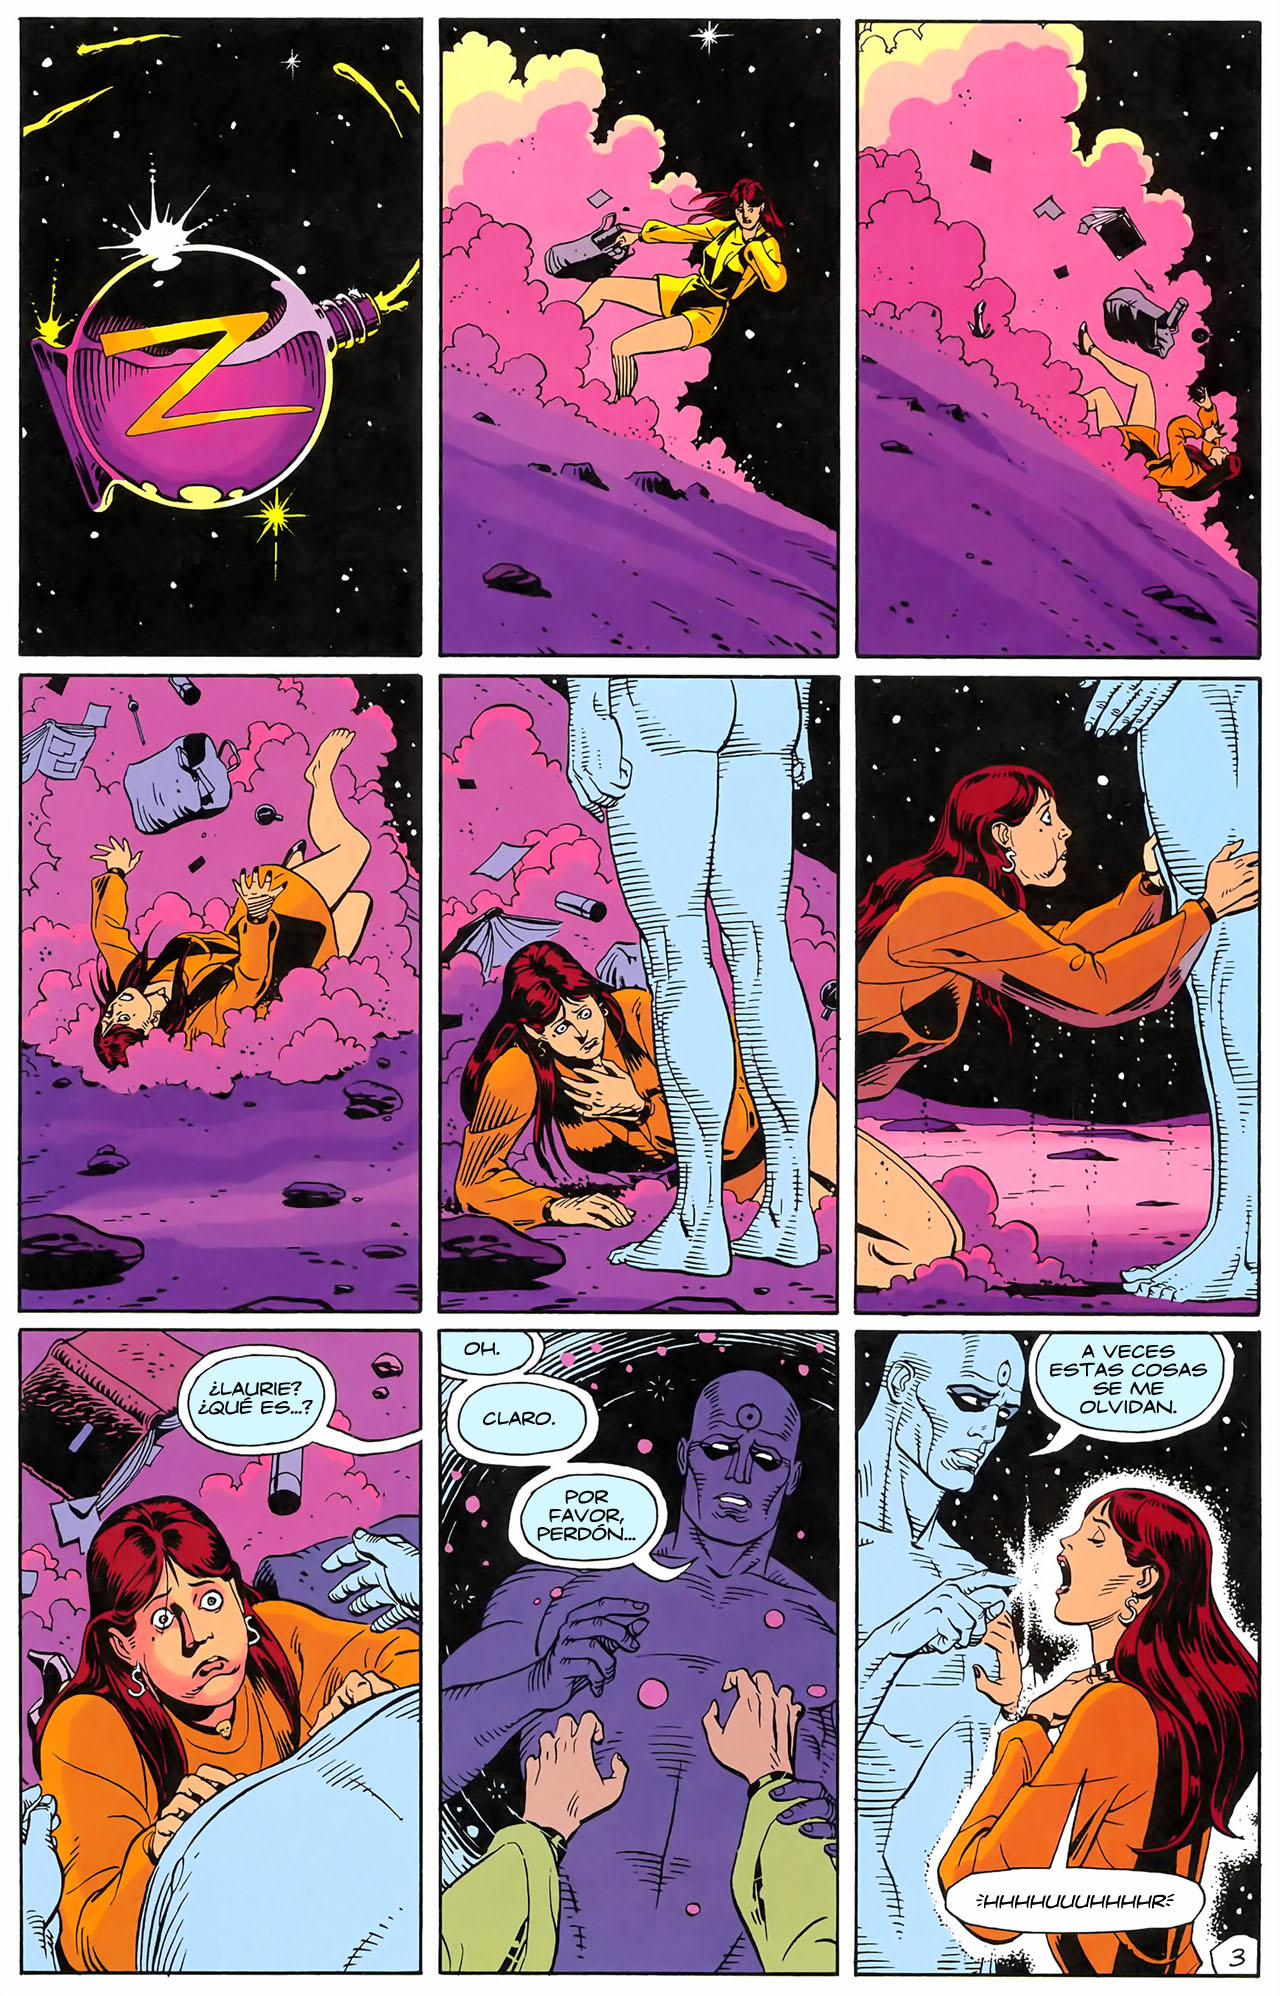 Z
¿LAURIE?
¿QUÉ ES...?
OH.
CLARO.
POR
FAVOR,
PERDÓN...
A VECES
ESTAS COSAS
SE ME
OLVIDAN.
HHHHUUUHHHHR
3